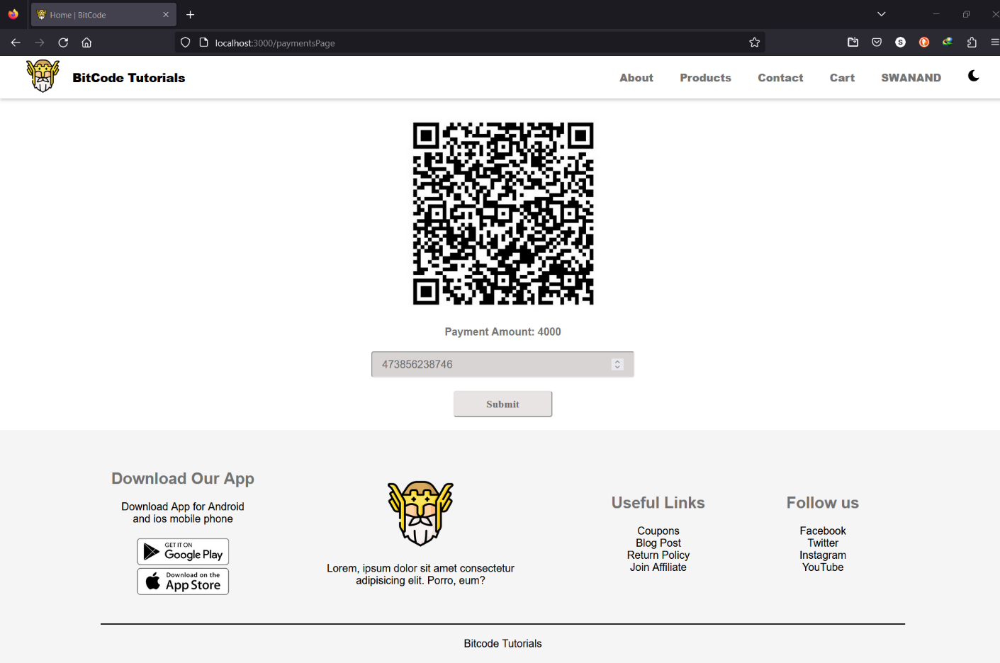 Home | BitCode
localhost:3000/paymentsPage
S
BitCode Tutorials
About
Products
Contact
Cart
SWANAND
Payment Amount: 4000
473856238746
Submit
Download Our App
Download App for Android
and ios mobile phone
GET IT ON
Google Play
Download on the
App Store
Lorem, ipsum dolor sit amet consectetur
adipisicing elit. Porro, eum?
Useful Links
Coupons
Blog Post
Return Policy
Join Affiliate
Follow us
Facebook
Twitter
Instagram
YouTube
Bitcode Tutorials